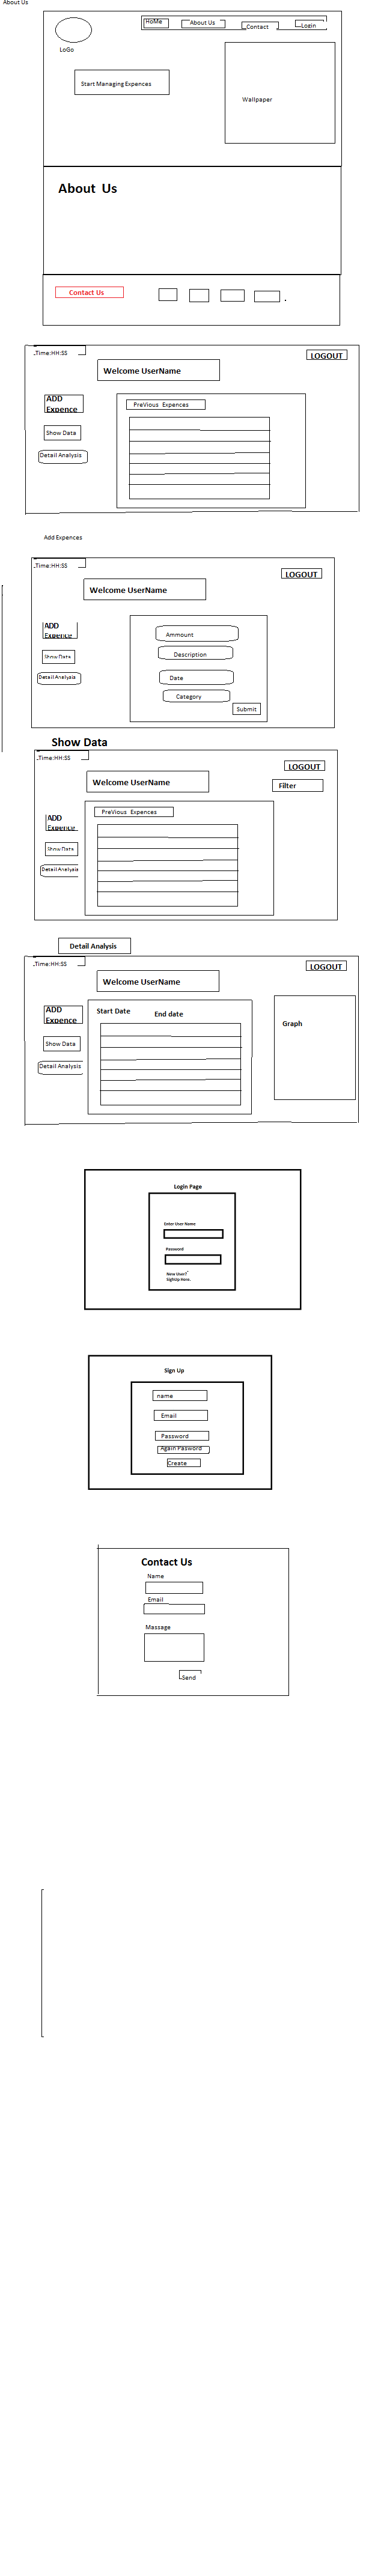 About Us
HoMe
About Us
Contact
Login
LoGo
Start Managing Expences
Wallpaper
About Us
Contact Us
.Time:HH:SS
LOGOUT
Welcome UserName
ADD
Expence
PreVious Expences
Show Data
Detail Analysis
Add Expences
.Time:HH:SS
LOGOUT
Welcome UserName
ADD
Expence
Ammount
Description
Show Data
Detail Analysis
Date
Category
Submit
Show Data
.Time:HH:SS
LOGOUT
Welcome UserName
Filter
PreVious Expences
ADD
Expence
Show Data
Detail Analysis
Detail Analysis
.Time:HH:SS
LOGOUT
Welcome UserName
ADD
Expence
Start Date
End date
Graph
Show Data
Detail Analysis
Login Page
Enter User Name
Password
New User?
SighUp Here.
Sign Up
name
Email
Password
Again Pasword
Create
Contact Us
Name
Email
Massage
Send